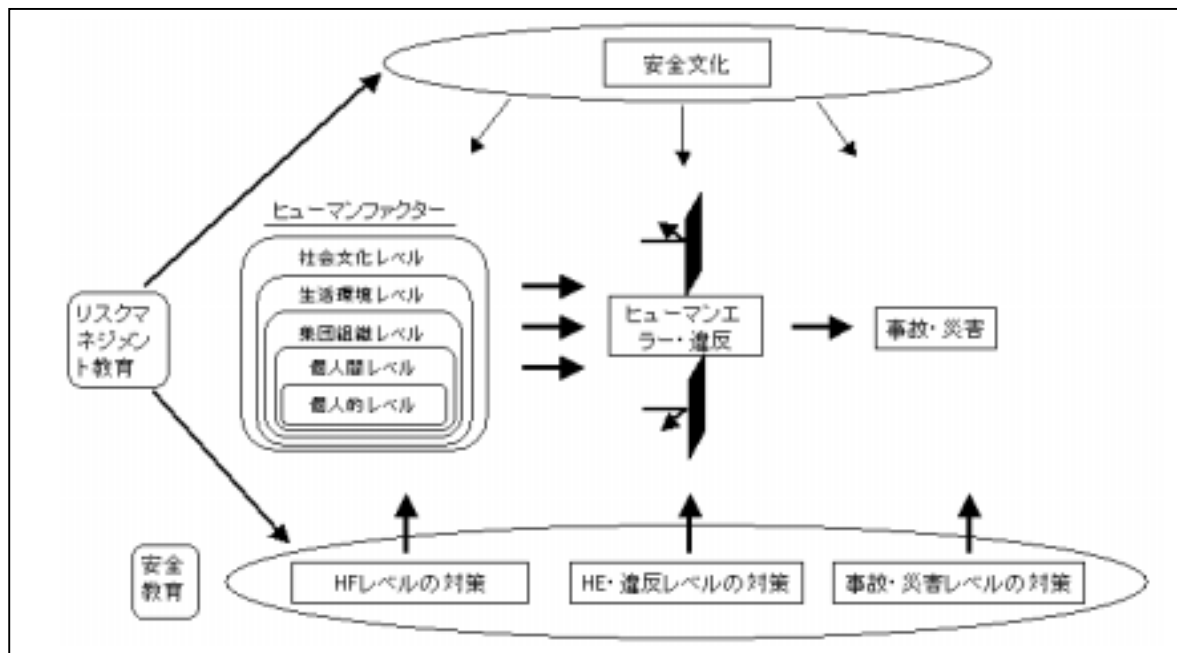 安全文化
ヒューマンファクター
社会文化レベル
生活環境レベル
集団組織レベル
個人間レベル
個人的レベル
リスクマ
ネジメン
ト教育
ヒューマンエ
ラー・違反
事故・災害
安全
教育
HFレベルの対策
HE・違反レベルの対策
事故・災害レベルの対策